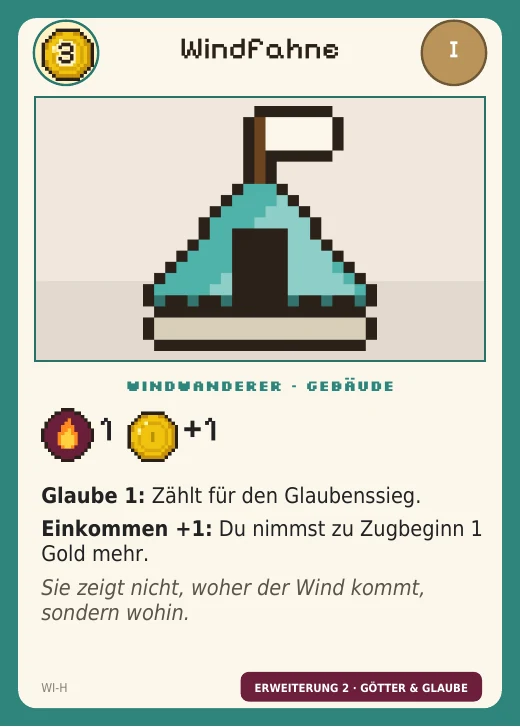 3
Windfahne
I
WINDWANDERER - GEBÄUDE
1
+1
Glaube 1: Zählt für den Glaubenssieg.
Einkommen +1: Du nimmst zu Zugbeginn 1
Gold mehr.
Sie zeigt nicht, woher der Wind kommt,
sondern wohin.
WI-H
ERWEITERUNG 2 · GÖTTER & GLAUBE